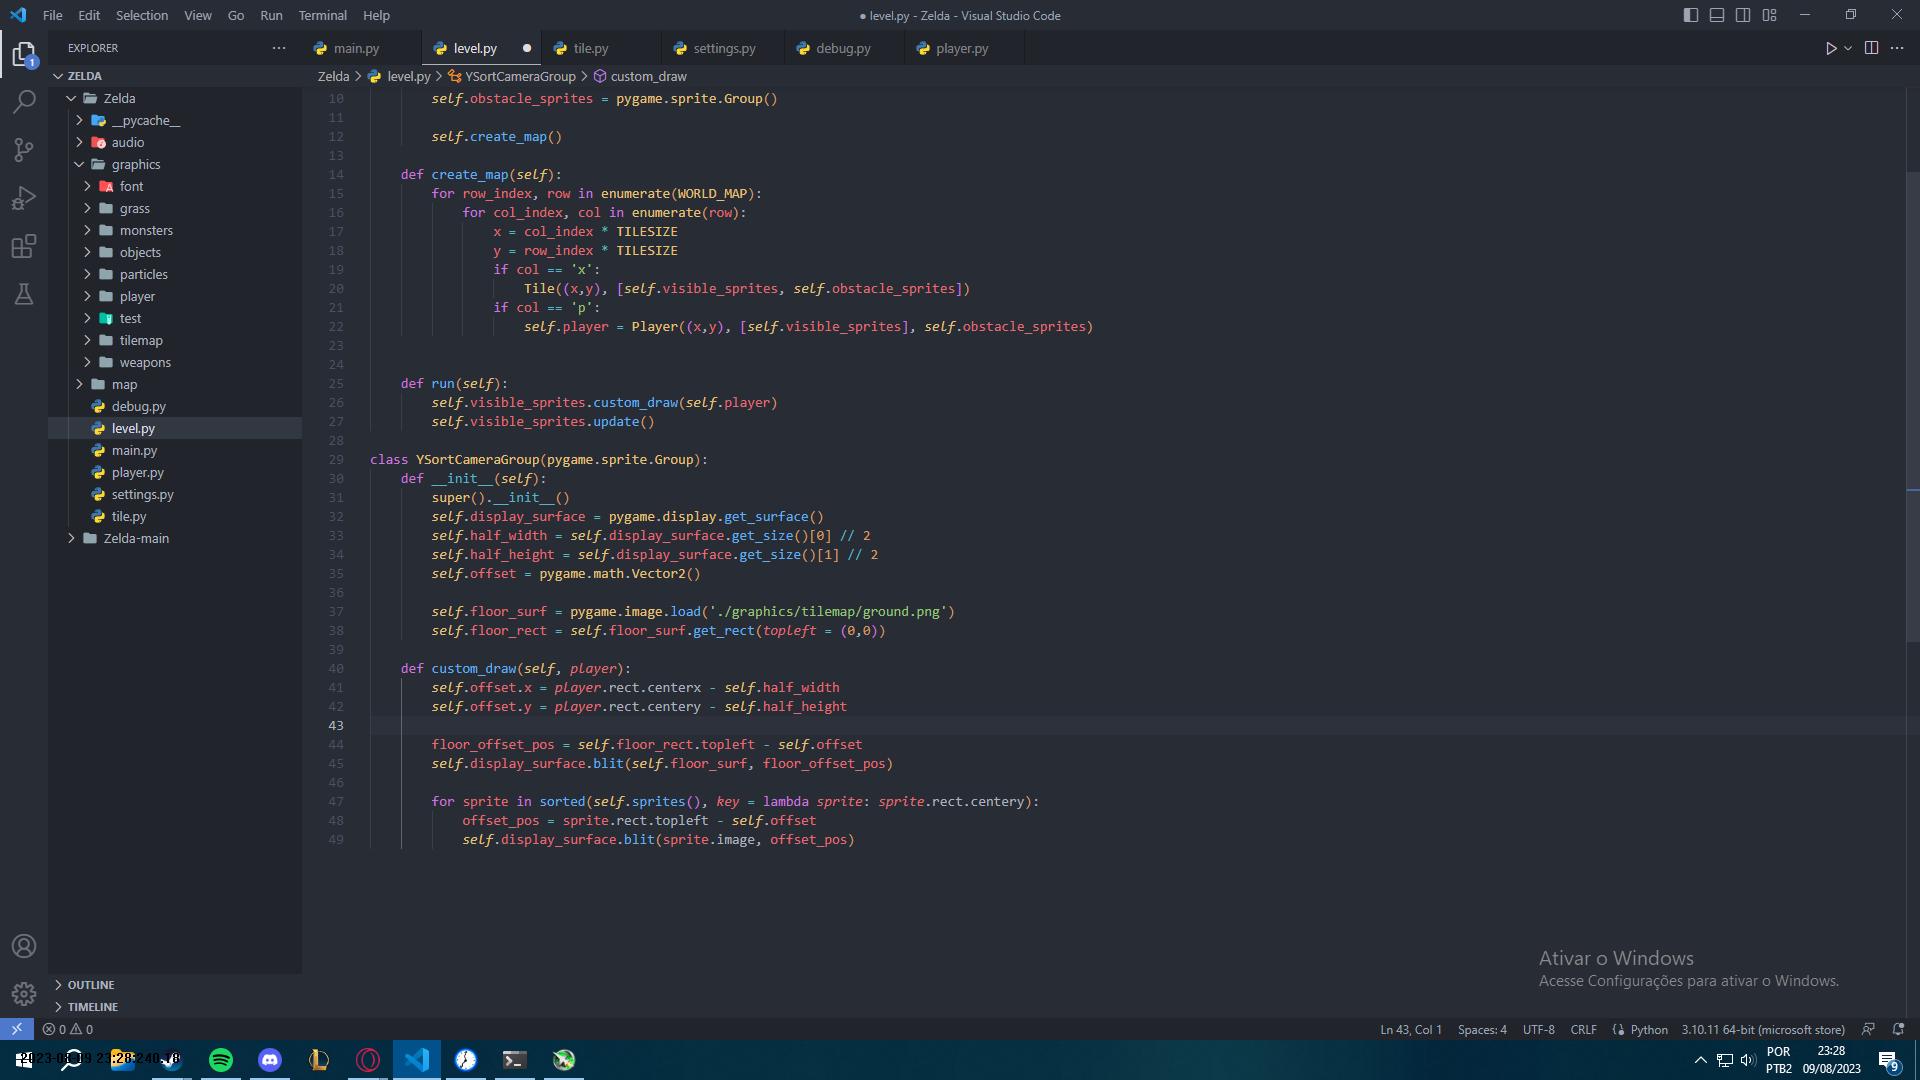 File Edit Selection View Go Run Terminal Help
● level.py - Zelda - Visual Studio Code
EXPLORER
main.py level.py tile.py settings.py debug.py player.py
ZELDA
Zelda > level.py > YSortCameraGroup > custom_draw
Zelda
__pycache__
audio
graphics
font
grass
monsters
objects
particles
player
test
tilemap
weapons
map
debug.py
level.py
main.py
player.py
settings.py
tile.py
Zelda-main
OUTLINE
TIMELINE
10 self.obstacle_sprites = pygame.sprite.Group()
11
12 self.create_map()
13
14 def create_map(self):
15 for row_index, row in enumerate(WORLD_MAP):
16 for col_index, col in enumerate(row):
17 x = col_index * TILESIZE
18 y = row_index * TILESIZE
19 if col == 'x':
20 Tile((x,y), [self.visible_sprites, self.obstacle_sprites])
21 if col == 'p':
22 self.player = Player((x,y), [self.visible_sprites], self.obstacle_sprites)
23
24
25 def run(self):
26 self.visible_sprites.custom_draw(self.player)
27 self.visible_sprites.update()
28
29 class YSortCameraGroup(pygame.sprite.Group):
30 def __init__(self):
31 super().__init__()
32 self.display_surface = pygame.display.get_surface()
33 self.half_width = self.display_surface.get_size()[0] // 2
34 self.half_height = self.display_surface.get_size()[1] // 2
35 self.offset = pygame.math.Vector2()
36
37 self.floor_surf = pygame.image.load('./graphics/tilemap/ground.png')
38 self.floor_rect = self.floor_surf.get_rect(topleft = (0,0))
39
40 def custom_draw(self, player):
41 self.offset.x = player.rect.centerx - self.half_width
42 self.offset.y = player.rect.centery - self.half_height
43
44 floor_offset_pos = self.floor_rect.topleft - self.offset
45 self.display_surface.blit(self.floor_surf, floor_offset_pos)
46
47 for sprite in sorted(self.sprites(), key = lambda sprite: sprite.rect.centery):
48 offset_pos = sprite.rect.topleft - self.offset
49 self.display_surface.blit(sprite.image, offset_pos)
Ativar o Windows
Acesse Configurações para ativar o Windows.
0 0 Ln 43, Col 1 Spaces: 4 UTF-8 CRLF Python 3.10.11 64-bit (microsoft store)
1
POR 23:28
PTB2 09/08/2023
9